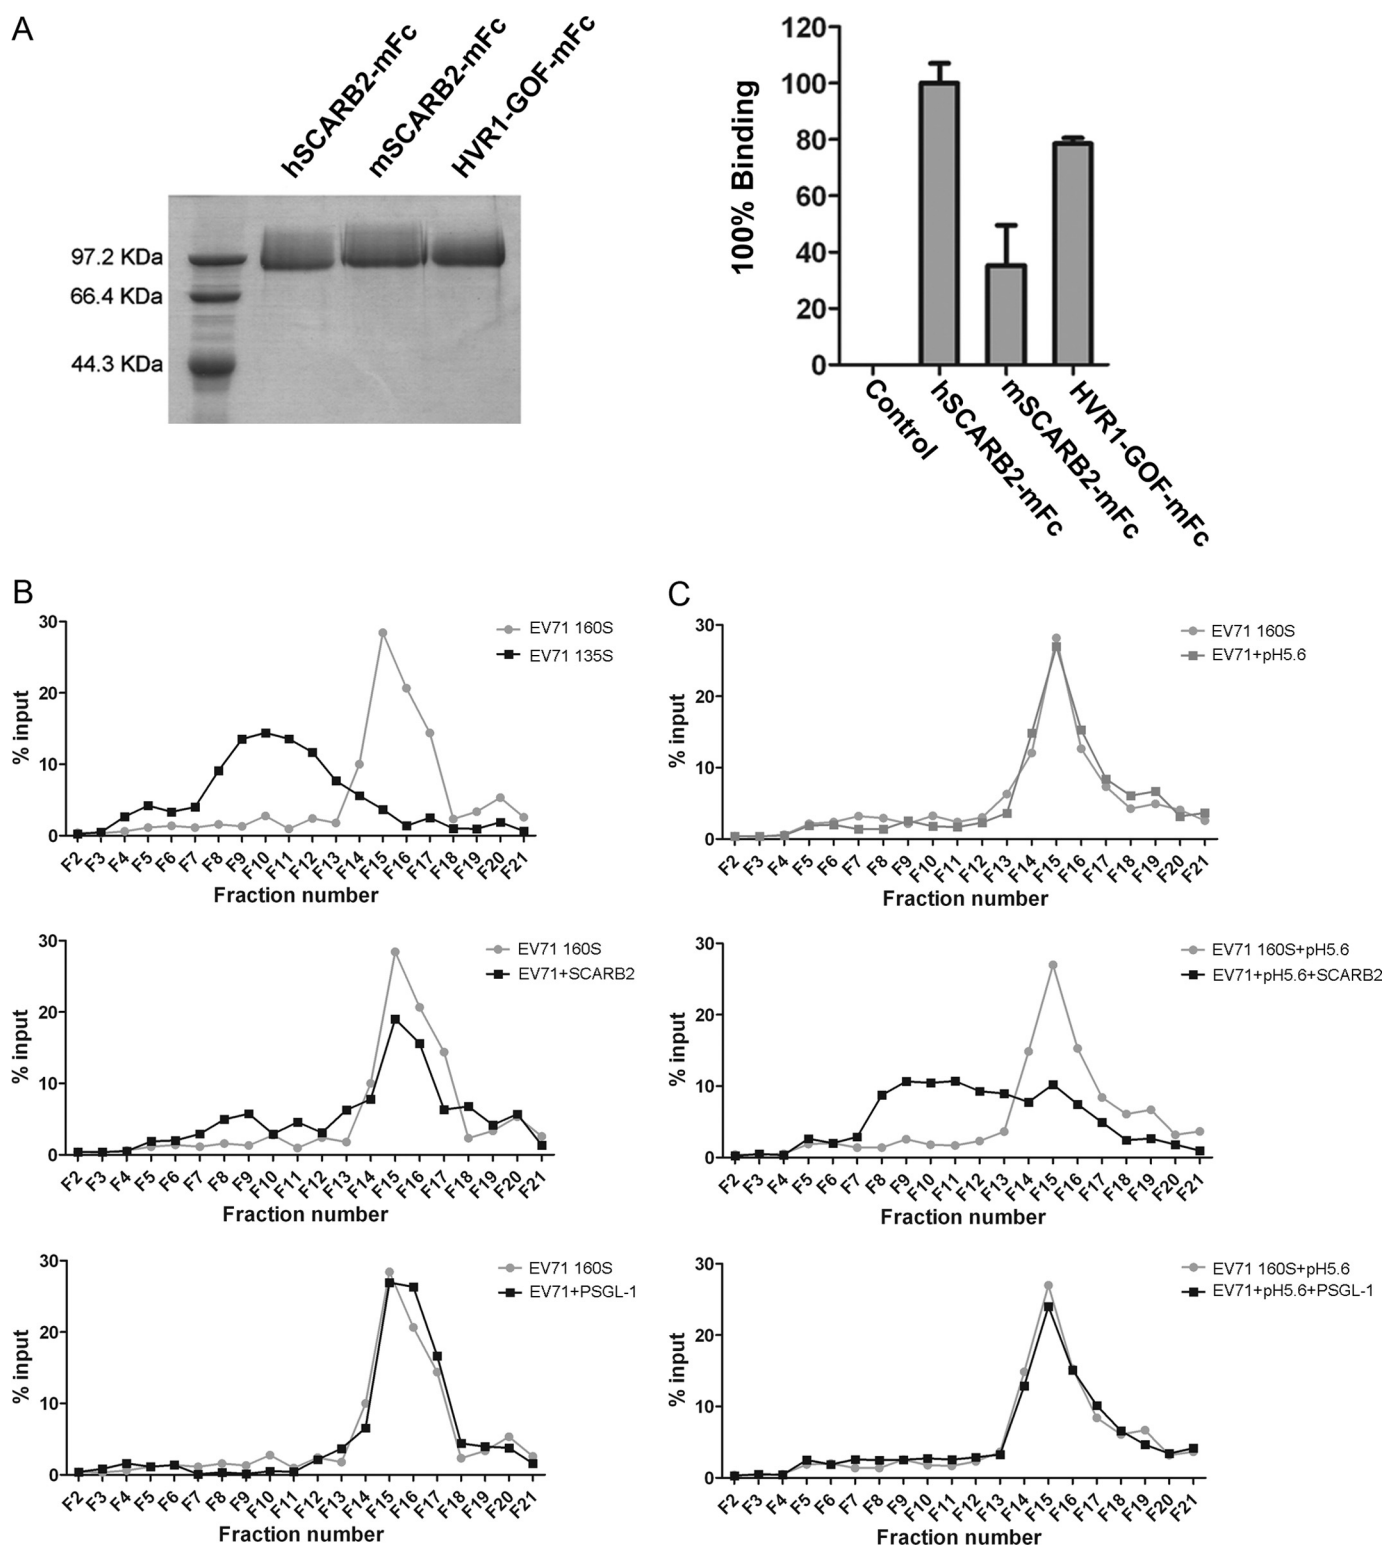 A
hSCARB2-mFc
mSCARB2-mFc
HVR1-GOF-mFc
97.2 KDa
66.4 KDa
44.3 KDa
100% Binding
120
100
80
60
40
20
0
Control
hSCARB2-mFc
mSCARB2-mFc
HVR1-GOF-mFc
B
% input
30
20
10
0
EV71 160S
EV71 135S
F2 F3 F4 F5 F6 F7 F8 F9 F10 F11 F12 F13 F14 F15 F16 F17 F18 F19 F20 F21
Fraction number
% input
30
20
10
0
EV71 160S
EV71+SCARB2
F2 F3 F4 F5 F6 F7 F8 F9 F10 F11 F12 F13 F14 F15 F16 F17 F18 F19 F20 F21
Fraction number
% input
30
20
10
0
EV71 160S
EV71+PSGL-1
F2 F3 F4 F5 F6 F7 F8 F9 F10 F11 F12 F13 F14 F15 F16 F17 F18 F19 F20 F21
Fraction number
C
% input
30
20
10
0
EV71 160S
EV71+pH5.6
F2 F3 F4 F5 F6 F7 F8 F9 F10 F11 F12 F13 F14 F15 F16 F17 F18 F19 F20 F21
Fraction number
% input
30
20
10
0
EV71 160S+pH5.6
EV71+pH5.6+SCARB2
F2 F3 F4 F5 F6 F7 F8 F9 F10 F11 F12 F13 F14 F15 F16 F17 F18 F19 F20 F21
Fraction number
% input
30
20
10
0
EV71 160S+pH5.6
EV71+pH5.6+PSGL-1
F2 F3 F4 F5 F6 F7 F8 F9 F10 F11 F12 F13 F14 F15 F16 F17 F18 F19 F20 F21
Fraction number